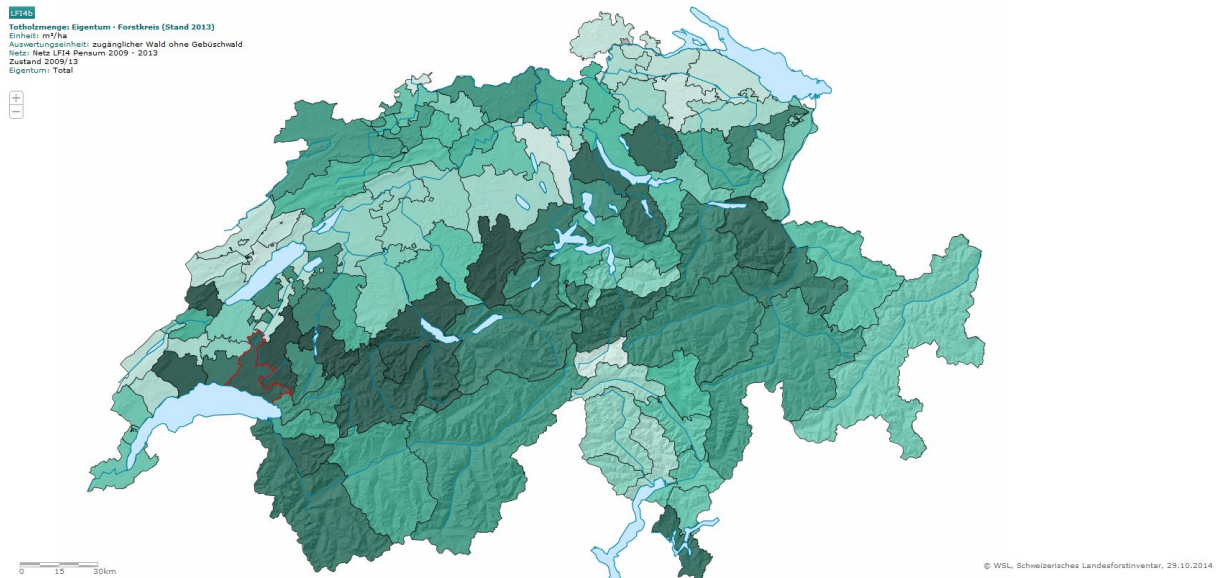 LFI4b
Totholzmenge: Eigentum - Forstkreis (Stand 2013)
Einheit: m³/ha
Auswertungseinheit: zugänglicher Wald ohne Gebüschwald
Netz: Netz LFI4 Pensum 2009 - 2013
Zustand 2009/13
Eigentum: Total
+
−
0 15 30km
© WSL, Schweizerisches Landesforstinventar, 29.10.2014